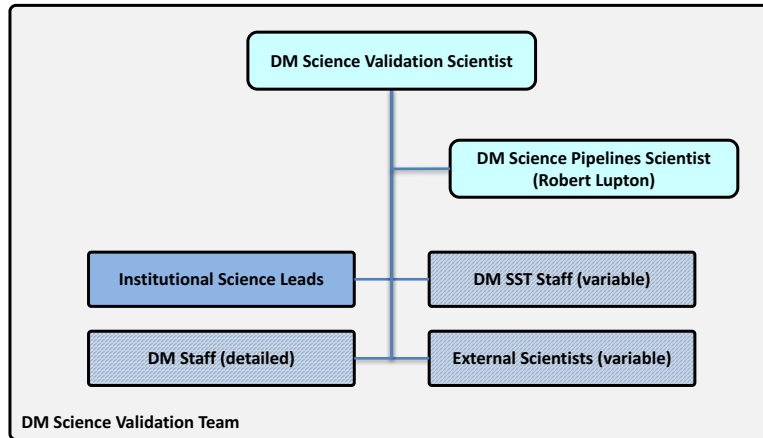 DM Science Validation Scientist
DM Science Pipelines Scientist
(Robert Lupton)
Institutional Science Leads
DM SST Staff (variable)
DM Staff (detailed)
External Scientists (variable)
DM Science Validation Team